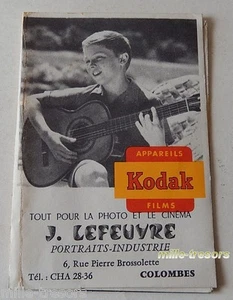 APPAREILS
Kodak
FILMS
TOUT POUR LA PHOTO ET LE CINEMA
J. LEFEUVRE
PORTRAITS-INDUSTRIE
6, Rue Pierre Brossolette
Tél. : CHA 28-36 COLOMBES
mille-tresors